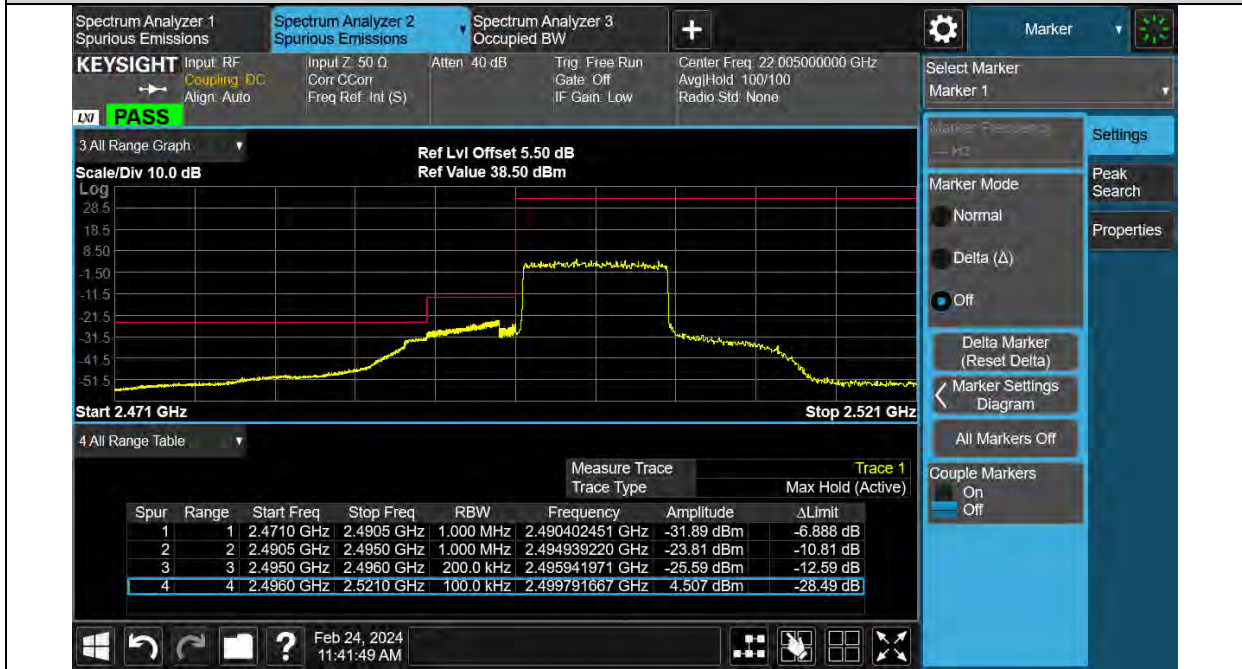 Spectrum Analyzer 1
Spurious Emissions
Spectrum Analyzer 2
Spurious Emissions
Spectrum Analyzer 3
Occupied BW
Marker
KEYSIGHT
Input: RF
Coupling: DC
Align: Auto
Input Z: 50 Ω
Corr CCorr
Freq Ref: Int (S)
Atten: 40 dB
Trig: Free Run
Gate: Off
IF Gain: Low
Center Freq: 22.005000000 GHz
Avg|Hold: 100/100
Radio Std: None
LXI
PASS
Select Marker
Marker 1
3 All Range Graph
Ref Lvl Offset 5.50 dB
Scale/Div 10.0 dB
Ref Value 38.50 dBm
Log
28.5
18.5
8.50
-1.50
-11.5
-21.5
-31.5
-41.5
-51.5
Start 2.471 GHz
Stop 2.521 GHz
Marker Frequency
--- Hz
Marker Mode
Normal
Delta (Δ)
Off
Delta Marker
(Reset Delta)
Marker Settings
Diagram
All Markers Off
Couple Markers
On
Off
Settings
Peak
Search
Properties
4 All Range Table
Measure Trace Trace 1
Trace Type Max Hold (Active)
Spur Range Start Freq Stop Freq RBW Frequency Amplitude ΔLimit
1 1 2.4710 GHz 2.4905 GHz 1.000 MHz 2.490402451 GHz -31.89 dBm -6.888 dB
2 2 2.4905 GHz 2.4950 GHz 1.000 MHz 2.494939220 GHz -23.81 dBm -10.81 dB
3 3 2.4950 GHz 2.4960 GHz 200.0 kHz 2.495941971 GHz -25.59 dBm -12.59 dB
4 4 2.4960 GHz 2.5210 GHz 100.0 kHz 2.499791667 GHz 4.507 dBm -28.49 dB
?
Feb 24, 2024
11:41:49 AM